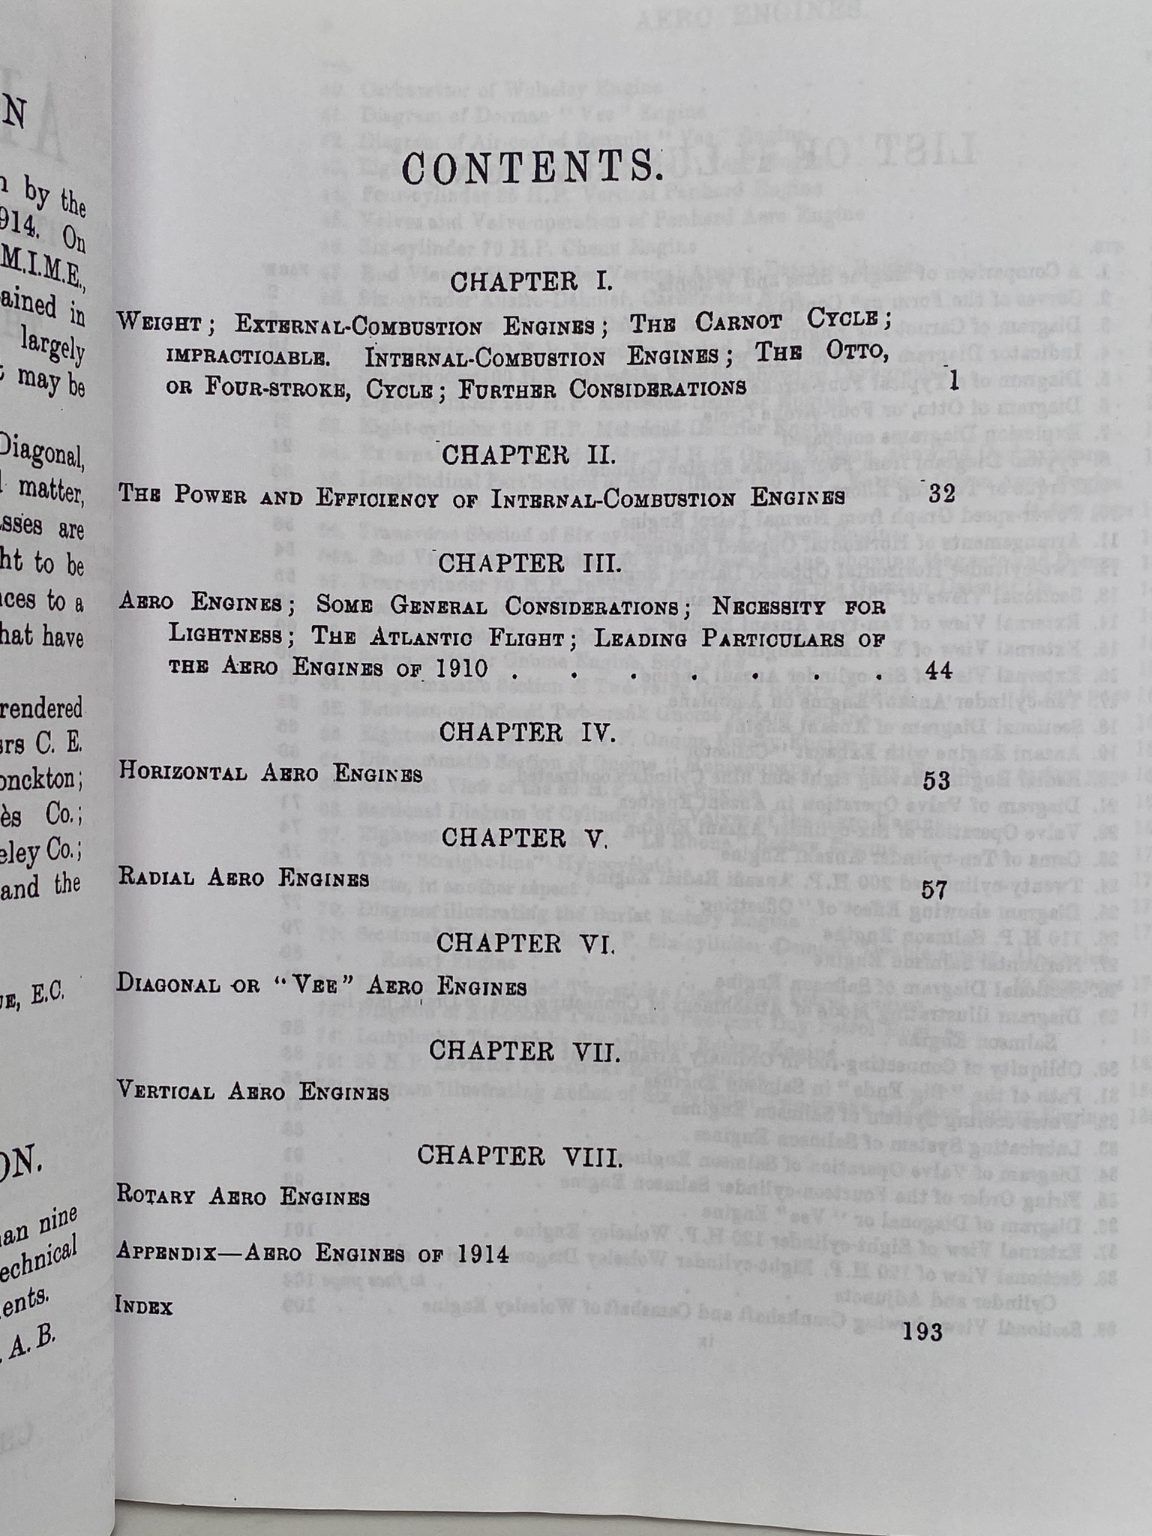 N
by the
914. On
M.I.M.E.,
ained in
largely
may be
Diagonal,
matter,
sses are
ht to be
ces to a
hat have
rendered
rs C. E.
onckton;
ès Co.;
eley Co.;
and the
E.C.
ON.
an nine
echnical
ents.
A. B.
CONTENTS.
CHAPTER I.
WEIGHT; EXTERNAL-COMBUSTION ENGINES; THE CARNOT CYCLE;
IMPRACTICABLE. INTERNAL-COMBUSTION ENGINES; THE OTTO,
OR FOUR-STROKE, CYCLE; FURTHER CONSIDERATIONS 1
CHAPTER II.
THE POWER AND EFFICIENCY OF INTERNAL-COMBUSTION ENGINES 32
CHAPTER III.
AERO ENGINES; SOME GENERAL CONSIDERATIONS; NECESSITY FOR
LIGHTNESS; THE ATLANTIC FLIGHT; LEADING PARTICULARS OF
THE AERO ENGINES OF 1910 . . . . . . . 44
CHAPTER IV.
HORIZONTAL AERO ENGINES 53
CHAPTER V.
RADIAL AERO ENGINES 57
CHAPTER VI.
DIAGONAL OR "VEE" AERO ENGINES
CHAPTER VII.
VERTICAL AERO ENGINES
CHAPTER VIII.
ROTARY AERO ENGINES
APPENDIX—AERO ENGINES OF 1914
INDEX
193